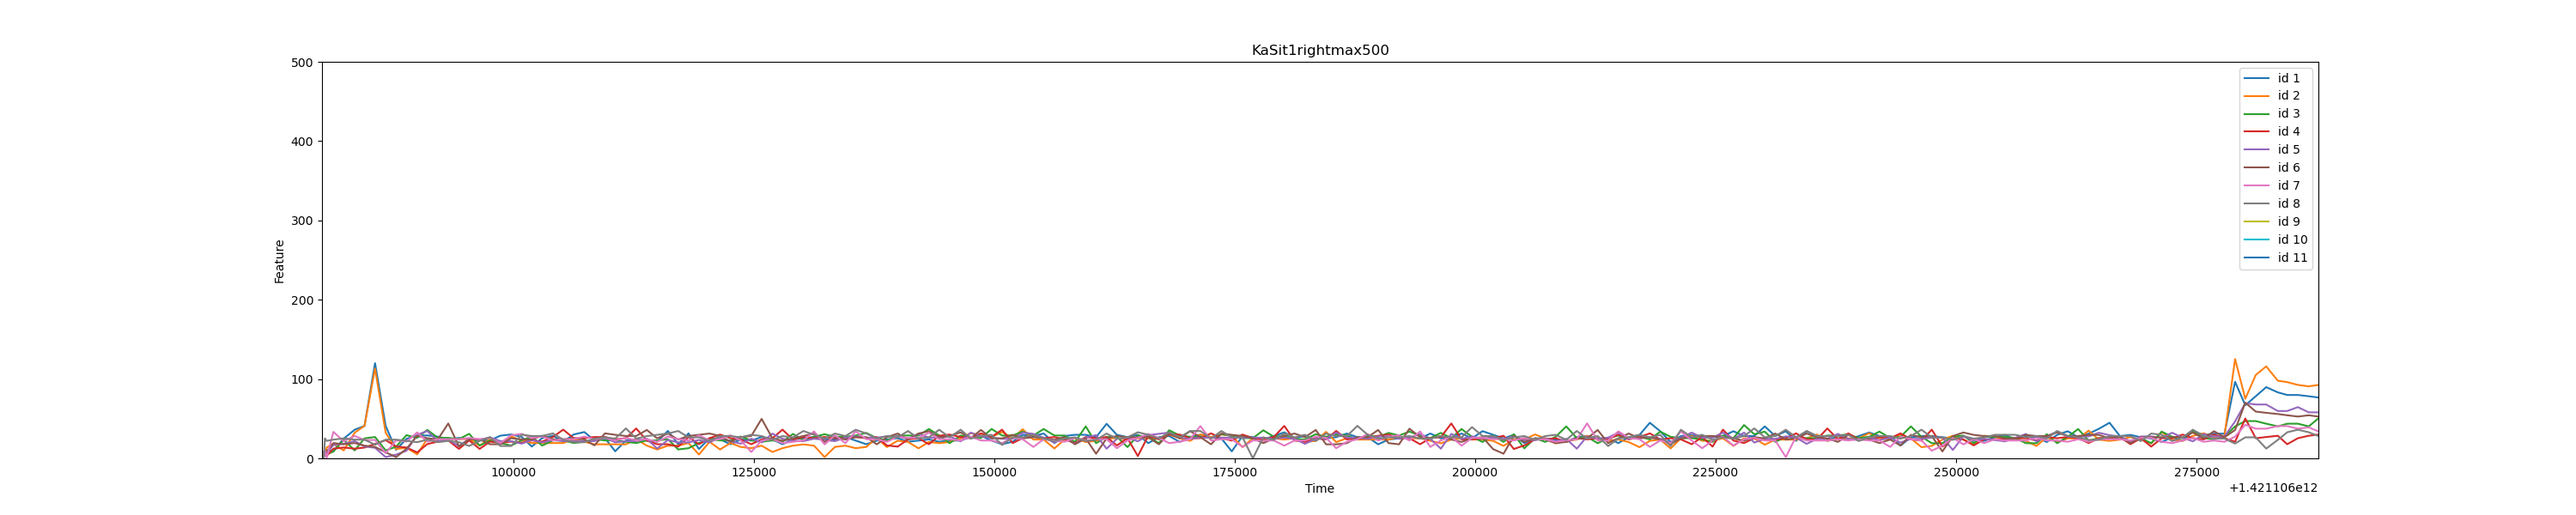 KaSit1rightmax500
500
400
300
200
100
0
Feature
id 1
id 2
id 3
id 4
id 5
id 6
id 7
id 8
id 9
id 10
id 11
100000 125000 150000 175000 200000 225000 250000 275000
Time
+1.421106e12